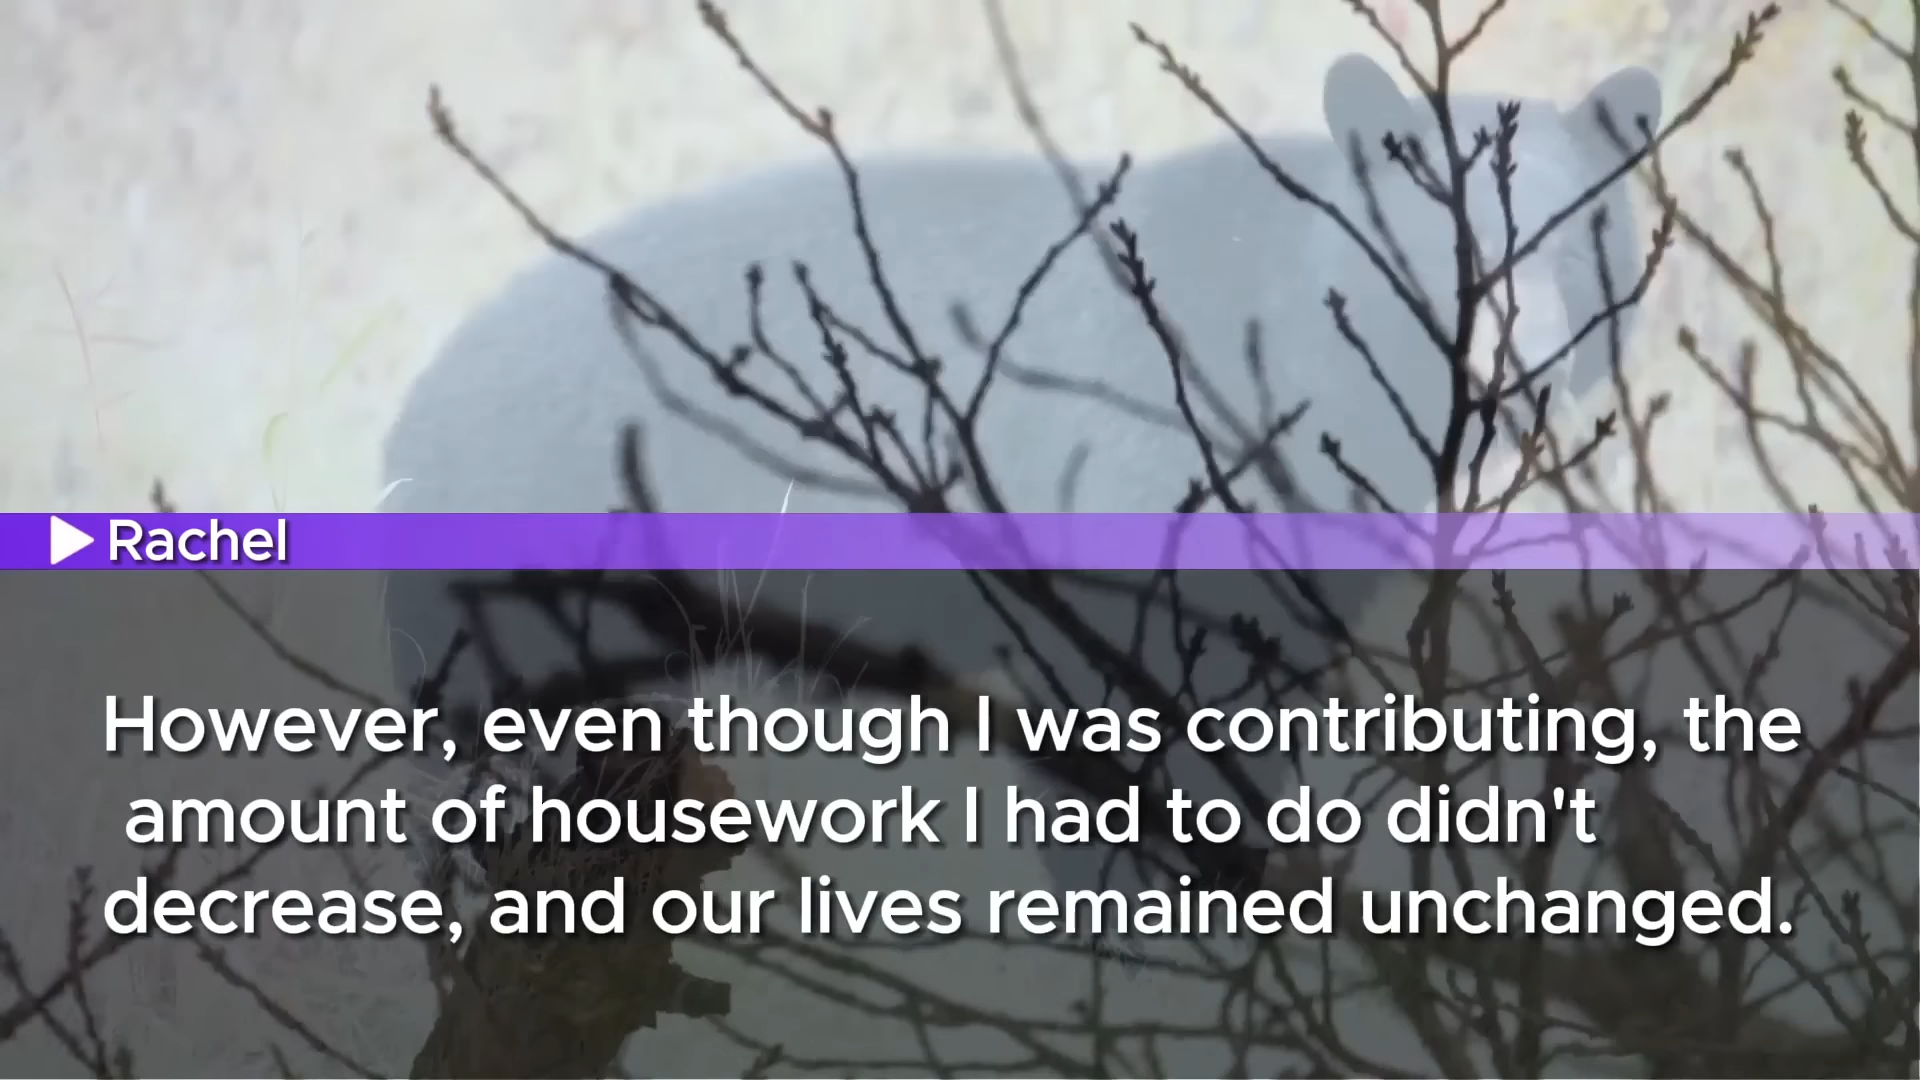 Rachel
However, even though I was contributing, the
amount of housework I had to do didn't
decrease, and our lives remained unchanged.